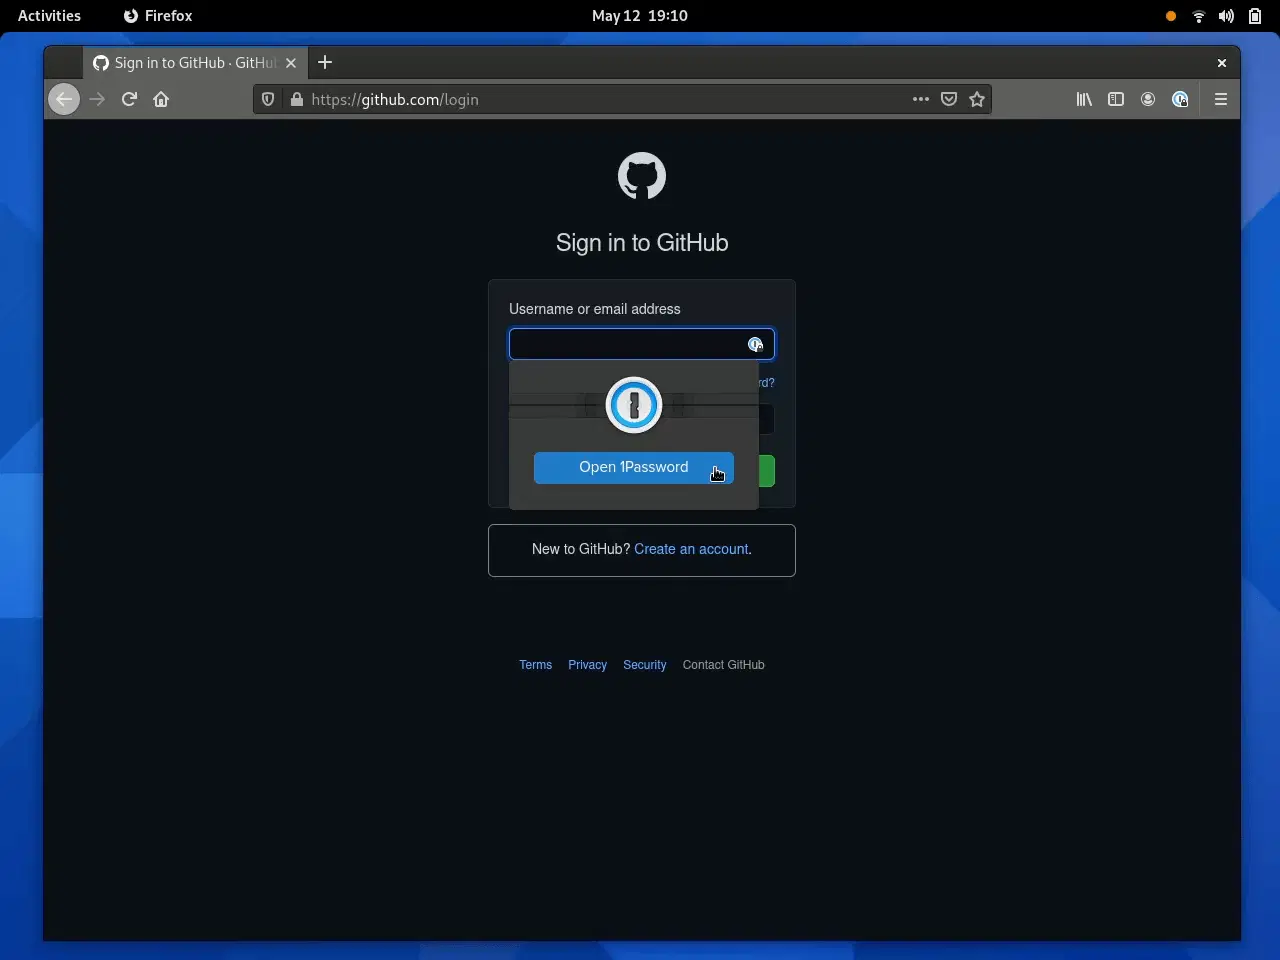 Activities
Firefox
May 12 19:10
Sign in to GitHub · GitHu
https://github.com/login
Sign in to GitHub
Username or email address
rd?
Open 1Password
New to GitHub? Create an account.
Terms Privacy Security Contact GitHub